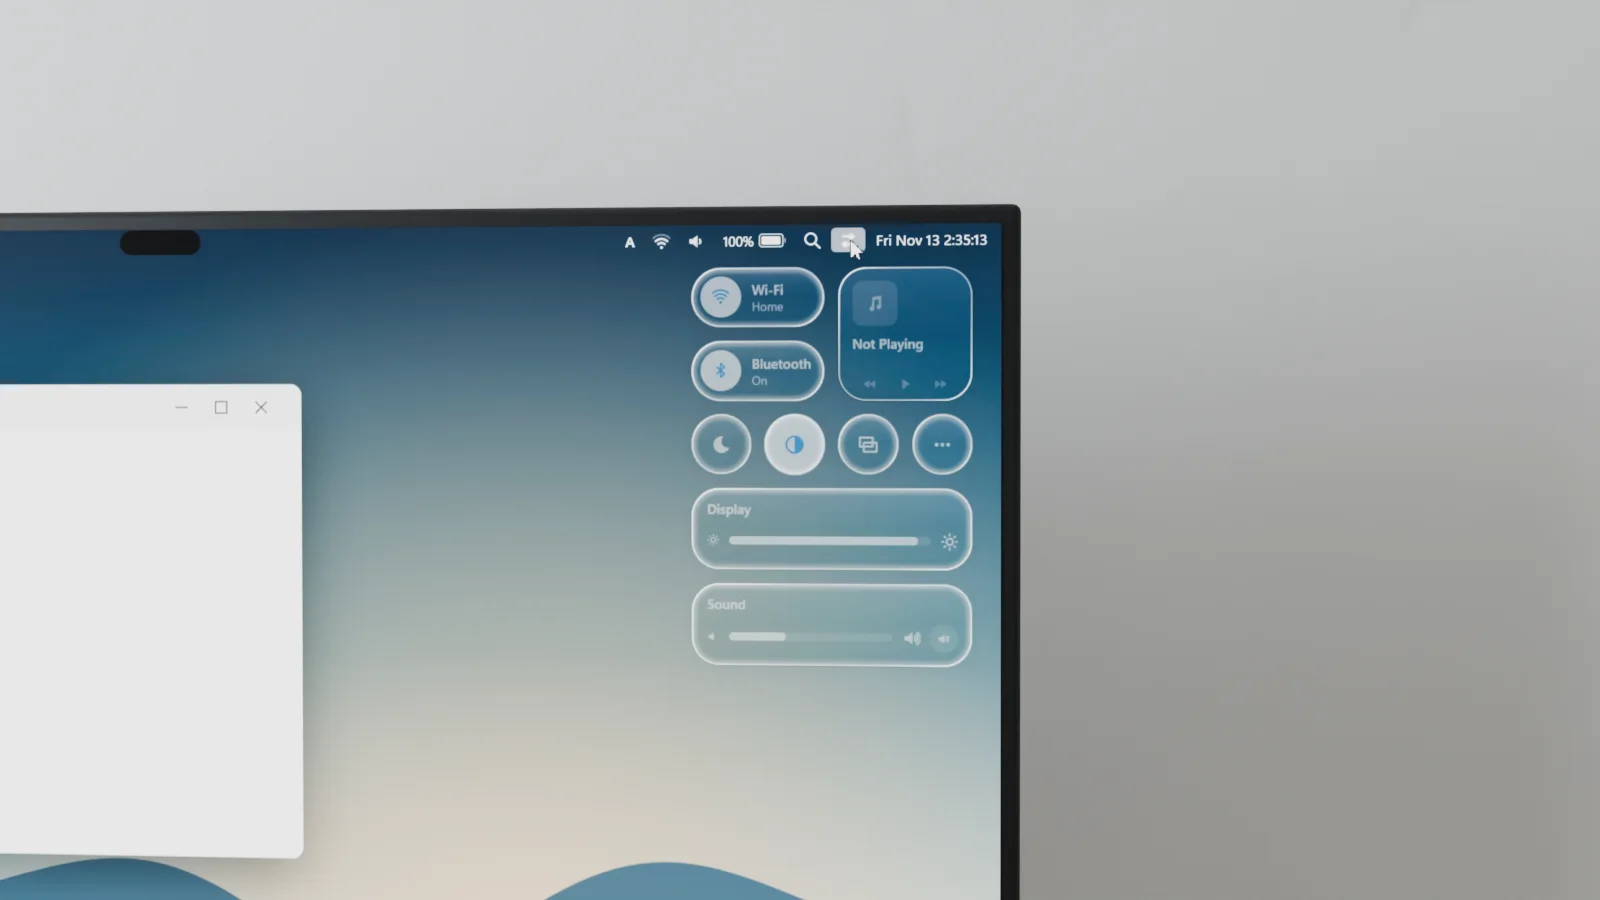 A 100% Fri Nov 13 2:35:13
Wi-Fi
Home
Not Playing
Bluetooth
On
Display
Sound